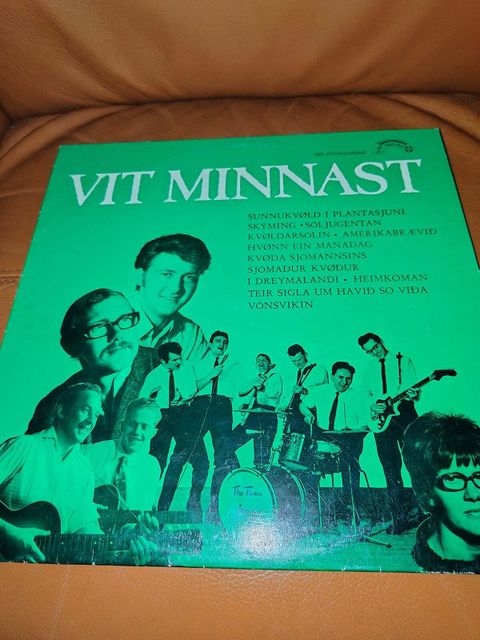 VIT MINNAST
SUNNUKVØLD I PLANTASJUNI
SKÝMING • SÓLJUGENTAN
KVØLDARSÓLIN • AMERIKABRÆVIÐ
HVØNN EIN MÁNADAG
KVØÐA SJÓMANNSINS
SJÓMAÐUR KVØÐUR
Í DREYMALANDI • HEIMKOMAN
TEIR SIGLA UM HAVIÐ SO VÍÐA
VÓNSVIKIN
The